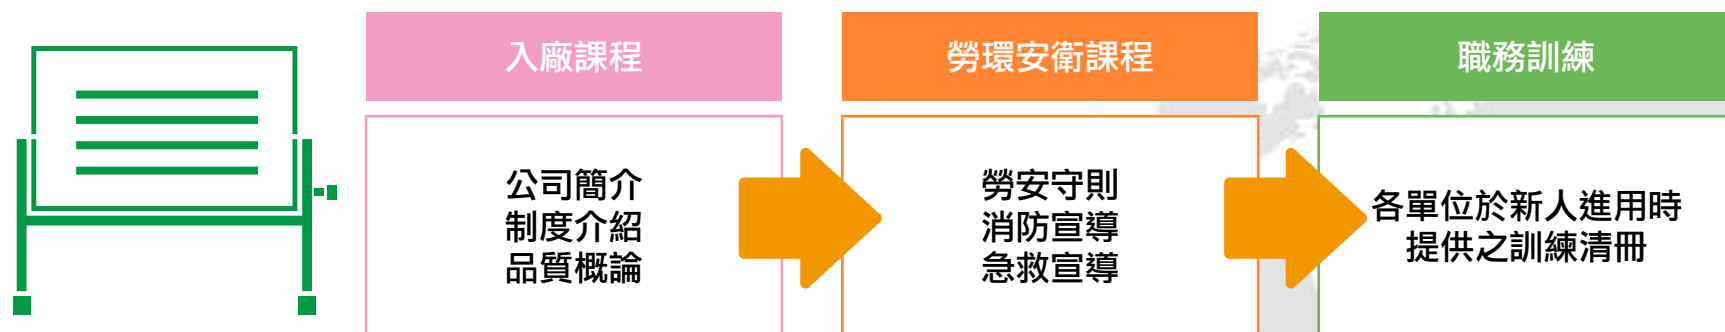 入廠課程
公司簡介
制度介紹
品質概論
勞環安衛課程
勞安守則
消防宣導
急救宣導
職務訓練
各單位於新人進用時
提供之訓練清冊